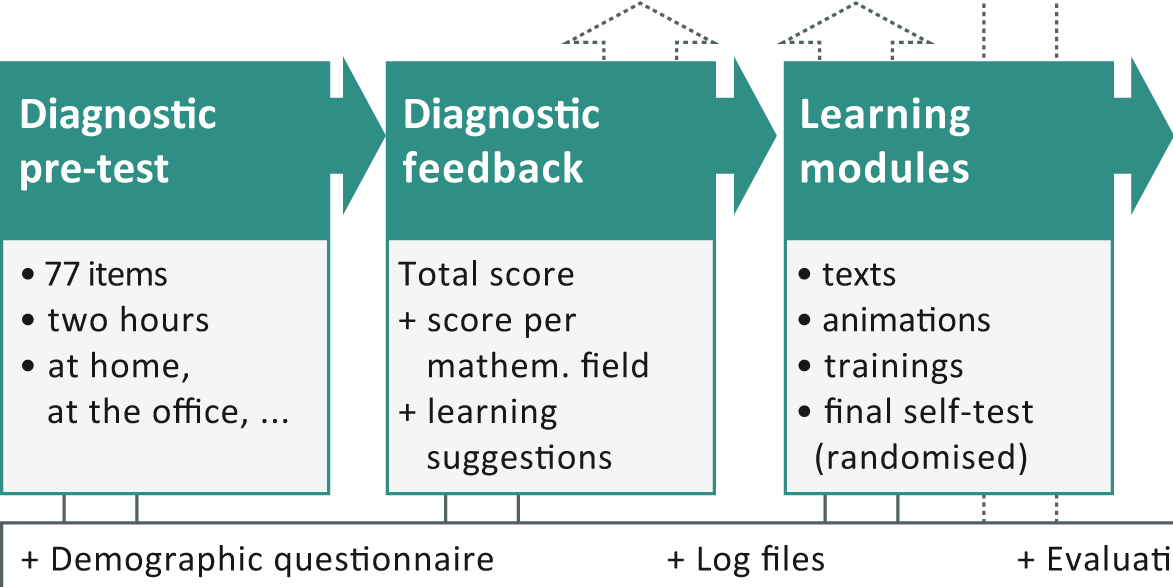 Diagnostic
pre-test
• 77 items
• two hours
• at home,
at the office, ...
Diagnostic
feedback
Total score
+ score per
mathem. field
+ learning
suggestions
Learning
modules
• texts
• animations
• trainings
• final self-test
(randomised)
+ Demographic questionnaire + Log files + Evaluati